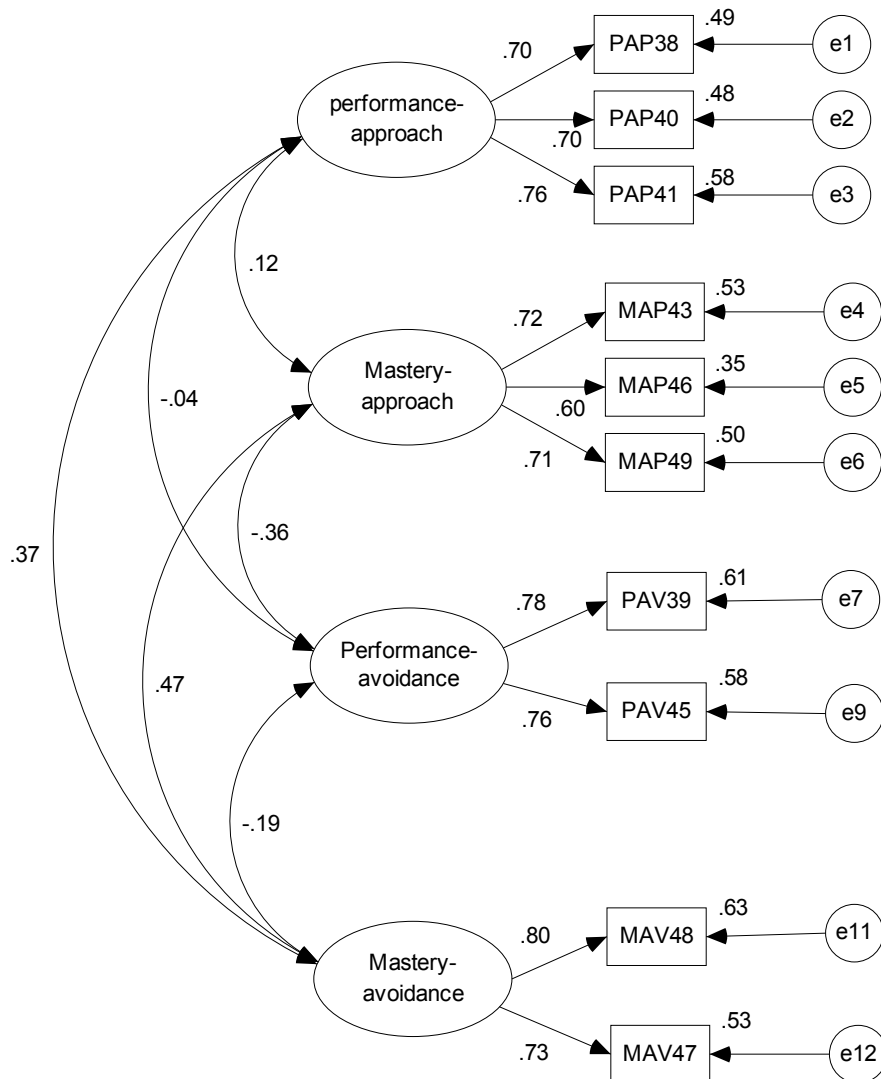 .49
PAP38
e1
.70
performance-
approach
.48
PAP40
e2
.70
.58
PAP41
e3
.76
.12
.53
MAP43
e4
.72
Mastery-
approach
.35
MAP46
e5
.60
.50
MAP49
e6
.71
-.04
-.36
.37
.61
PAV39
e7
.78
Performance-
avoidance
.58
PAV45
e9
.76
.47
-.19
.63
MAV48
e11
.80
Mastery-
avoidance
.53
MAV47
e12
.73